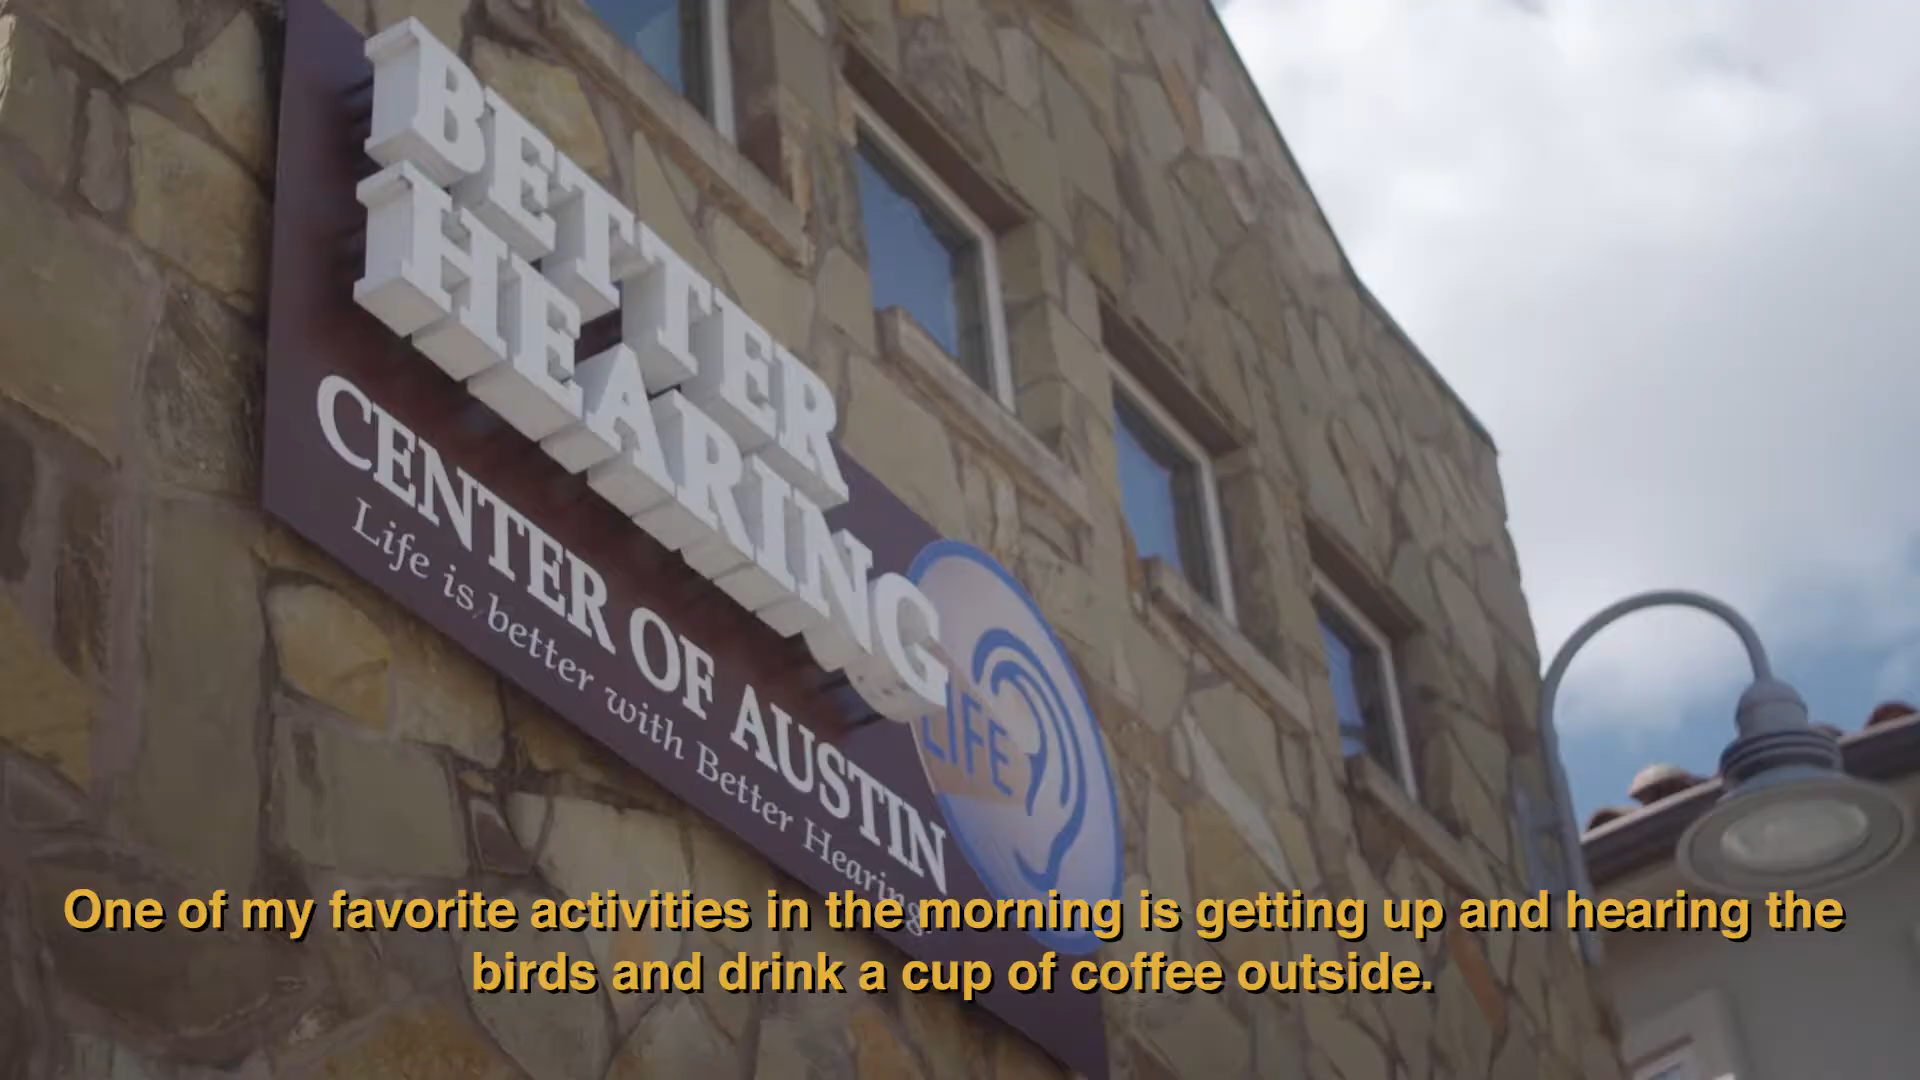 BETTER
HEARING
CENTER OF AUSTIN
Life is better with Better Hearing.
LIFE
One of my favorite activities in the morning is getting up and hearing the
birds and drink a cup of coffee outside.